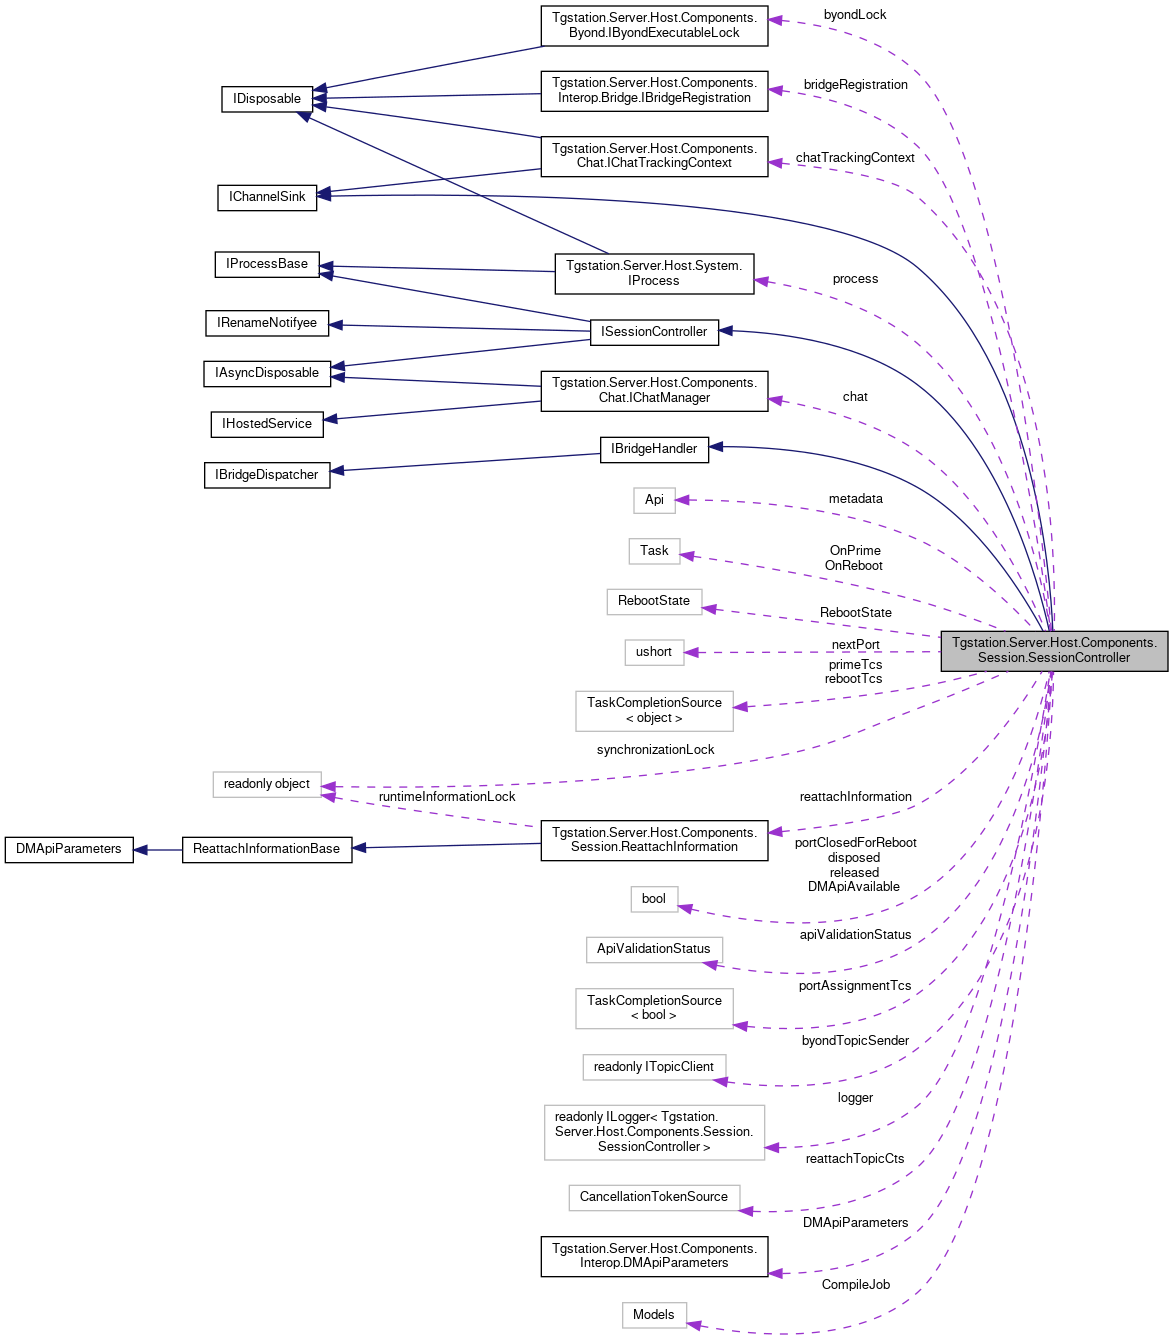 Tgstation.Server.Host.Components.
Byond.IByondExecutableLock
byondLock
Tgstation.Server.Host.Components.
Interop.Bridge.IBridgeRegistration
bridgeRegistration
IDisposable
Tgstation.Server.Host.Components.
Chat.IChatTrackingContext
chatTrackingContext
IChannelSink
IProcessBase
Tgstation.Server.Host.System.
IProcess
process
IRenameNotifyee
ISessionController
IAsyncDisposable
Tgstation.Server.Host.Components.
Chat.IChatManager
chat
IHostedService
IBridgeHandler
IBridgeDispatcher
Api
metadata
Task
OnPrime
OnReboot
RebootState
RebootState
ushort
nextPort
Tgstation.Server.Host.Components.
Session.SessionController
primeTcs
rebootTcs
TaskCompletionSource
< object >
synchronizationLock
readonly object
runtimeInformationLock
reattachInformation
DMApiParameters
ReattachInformationBase
Tgstation.Server.Host.Components.
Session.ReattachInformation
portClosedForReboot
disposed
released
DMApiAvailable
bool
ApiValidationStatus
apiValidationStatus
TaskCompletionSource
< bool >
portAssignmentTcs
readonly ITopicClient
byondTopicSender
readonly ILogger< Tgstation.
Server.Host.Components.Session.
SessionController >
logger
CancellationTokenSource
reattachTopicCts
Tgstation.Server.Host.Components.
Interop.DMApiParameters
DMApiParameters
Models
CompileJob